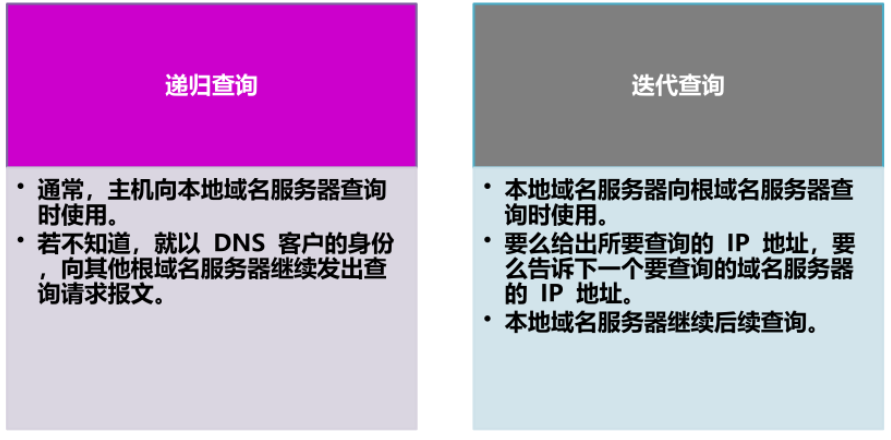 递归查询
• 通常，主机向本地域名服务器查询
时使用。
• 若不知道，就以 DNS 客户的身份
，向其他根域名服务器继续发出查
询请求报文。
迭代查询
• 本地域名服务器向根域名服务器查
询时使用。
• 要么给出所要查询的 IP 地址，要
么告诉下一个要查询的域名服务器
的 IP 地址。
• 本地域名服务器继续后续查询。